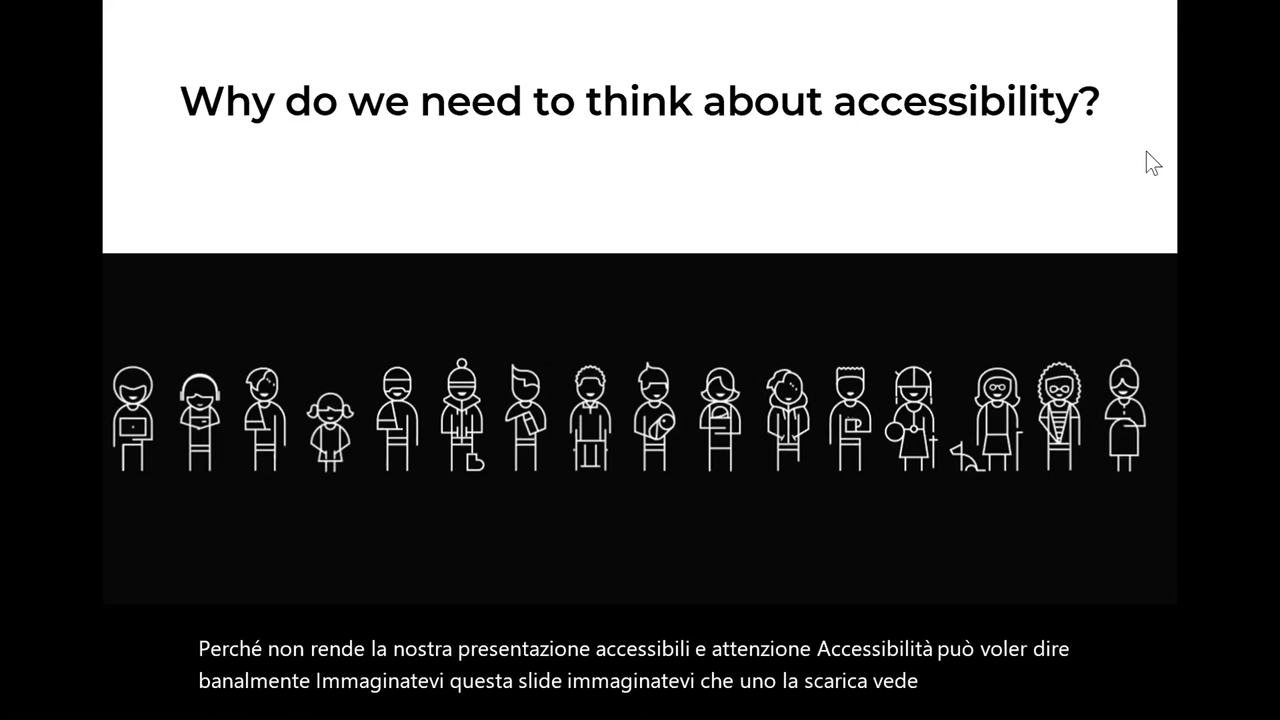 Why do we need to think about accessibility?
Perché non rende la nostra presentazione accessibili e attenzione Accessibilità può voler dire
banalmente Immaginatevi questa slide immaginatevi che uno la scarica vede